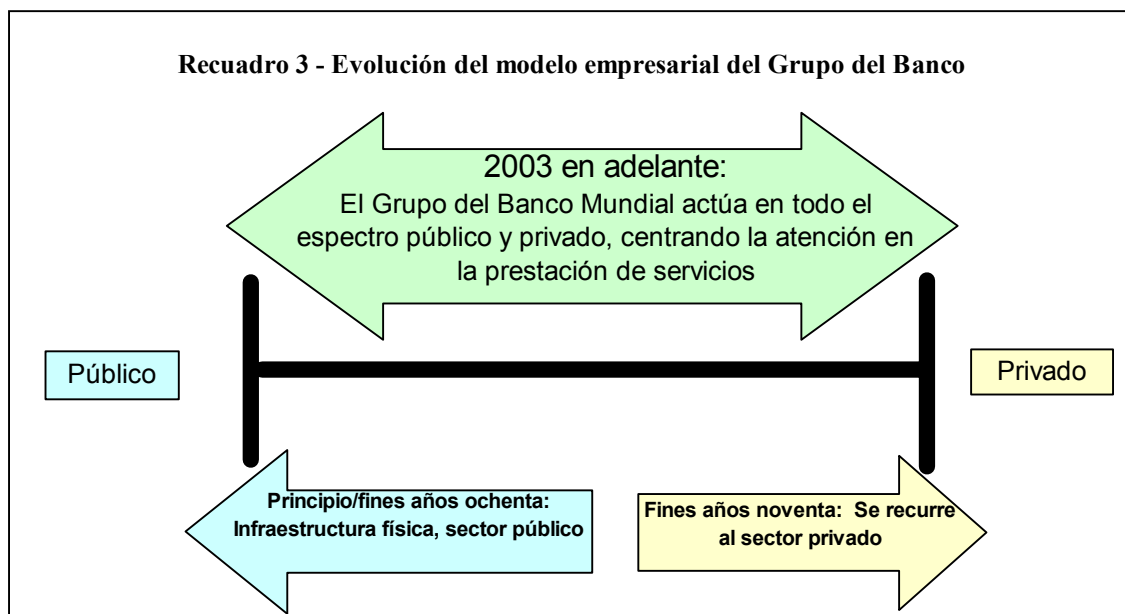 Recuadro 3 - Evolución del modelo empresarial del Grupo del Banco
2003 en adelante:
El Grupo del Banco Mundial actúa en todo el
espectro público y privado, centrando la atención en
la prestación de servicios
Público
Privado
Principio/fines años ochenta:
Infraestructura física, sector público
Fines años noventa: Se recurre
al sector privado